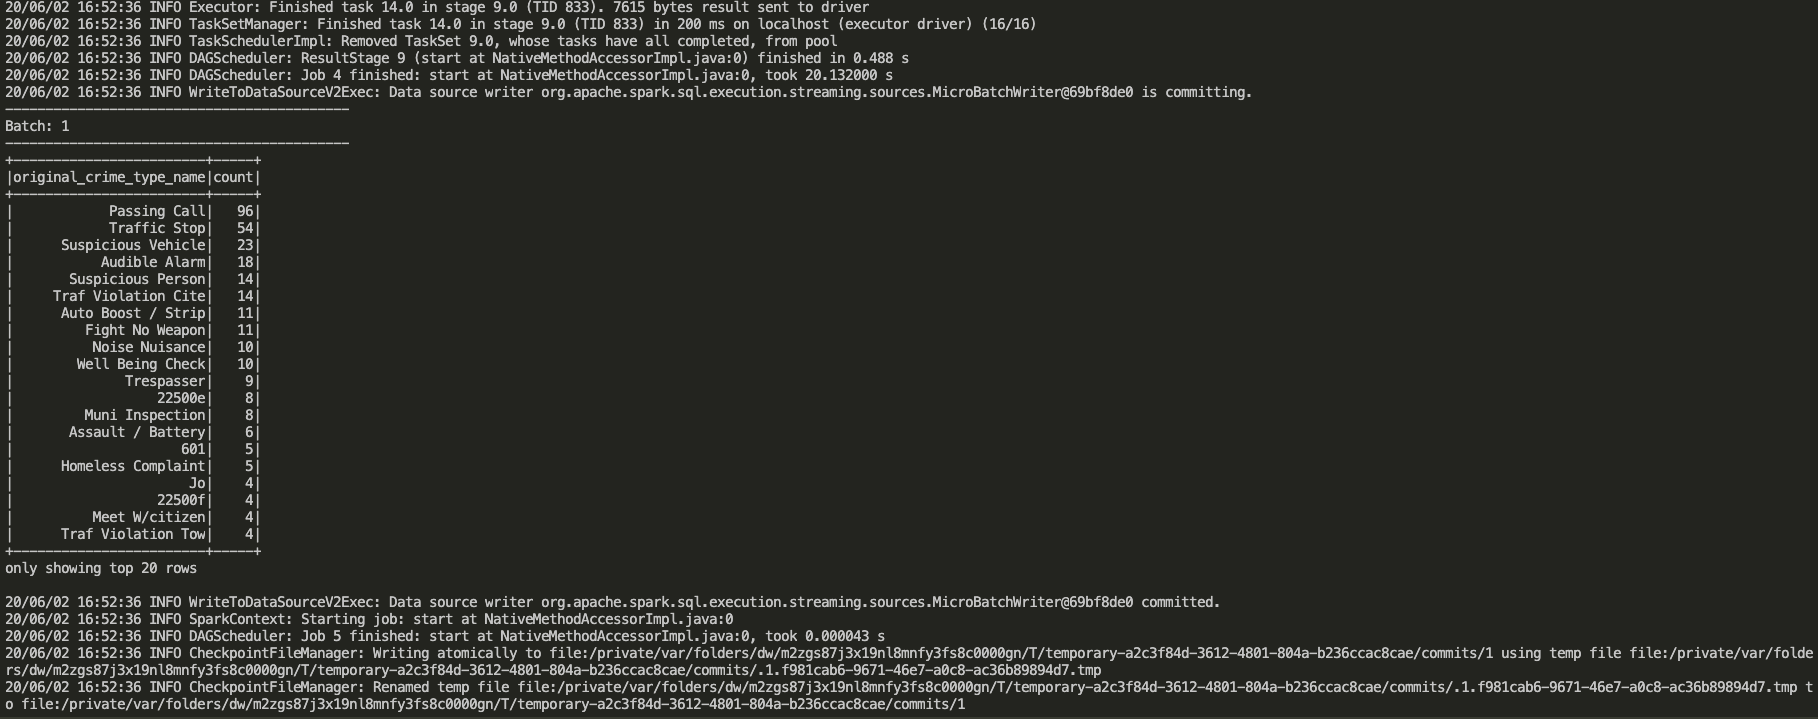 20/06/02 16:52:36 INFO Executor: Finished task 14.0 in stage 9.0 (TID 833). 7615 bytes result sent to driver
20/06/02 16:52:36 INFO TaskSetManager: Finished task 14.0 in stage 9.0 (TID 833) in 200 ms on localhost (executor driver) (16/16)
20/06/02 16:52:36 INFO TaskSchedulerImpl: Removed TaskSet 9.0, whose tasks have all completed, from pool
20/06/02 16:52:36 INFO DAGScheduler: ResultStage 9 (start at NativeMethodAccessorImpl.java:0) finished in 0.488 s
20/06/02 16:52:36 INFO DAGScheduler: Job 4 finished: start at NativeMethodAccessorImpl.java:0, took 20.132000 s
20/06/02 16:52:36 INFO WriteToDataSourceV2Exec: Data source writer org.apache.spark.sql.execution.streaming.sources.MicroBatchWriter@69bf8de0 is committing.
-------------------------------------------
Batch: 1
-------------------------------------------
+------------------------+-----+
|original_crime_type_name|count|
+------------------------+-----+
|            Passing Call|   96|
|            Traffic Stop|   54|
|      Suspicious Vehicle|   23|
|           Audible Alarm|   18|
|       Suspicious Person|   14|
|     Traf Violation Cite|   14|
|      Auto Boost / Strip|   11|
|         Fight No Weapon|   11|
|          Noise Nuisance|   10|
|        Well Being Check|   10|
|              Trespasser|    9|
|                  22500e|    8|
|         Muni Inspection|    8|
|       Assault / Battery|    6|
|                     601|    5|
|      Homeless Complaint|    5|
|                      Jo|    4|
|                  22500f|    4|
|          Meet W/citizen|    4|
|      Traf Violation Tow|    4|
+------------------------+-----+
only showing top 20 rows
20/06/02 16:52:36 INFO WriteToDataSourceV2Exec: Data source writer org.apache.spark.sql.execution.streaming.sources.MicroBatchWriter@69bf8de0 committed.
20/06/02 16:52:36 INFO SparkContext: Starting job: start at NativeMethodAccessorImpl.java:0
20/06/02 16:52:36 INFO DAGScheduler: Job 5 finished: start at NativeMethodAccessorImpl.java:0, took 0.000043 s
20/06/02 16:52:36 INFO CheckpointFileManager: Writing atomically to file:/private/var/folders/dw/m2zgs87j3x19nl8mnfy3fs8c0000gn/T/temporary-a2c3f84d-3612-4801-804a-b236ccac8cae/commits/1 using temp file file:/private/var/folde
rs/dw/m2zgs87j3x19nl8mnfy3fs8c0000gn/T/temporary-a2c3f84d-3612-4801-804a-b236ccac8cae/commits/.1.f981cab6-9671-46e7-a0c8-ac36b89894d7.tmp
20/06/02 16:52:36 INFO CheckpointFileManager: Renamed temp file file:/private/var/folders/dw/m2zgs87j3x19nl8mnfy3fs8c0000gn/T/temporary-a2c3f84d-3612-4801-804a-b236ccac8cae/commits/.1.f981cab6-9671-46e7-a0c8-ac36b89894d7.tmp t
o file:/private/var/folders/dw/m2zgs87j3x19nl8mnfy3fs8c0000gn/T/temporary-a2c3f84d-3612-4801-804a-b236ccac8cae/commits/1